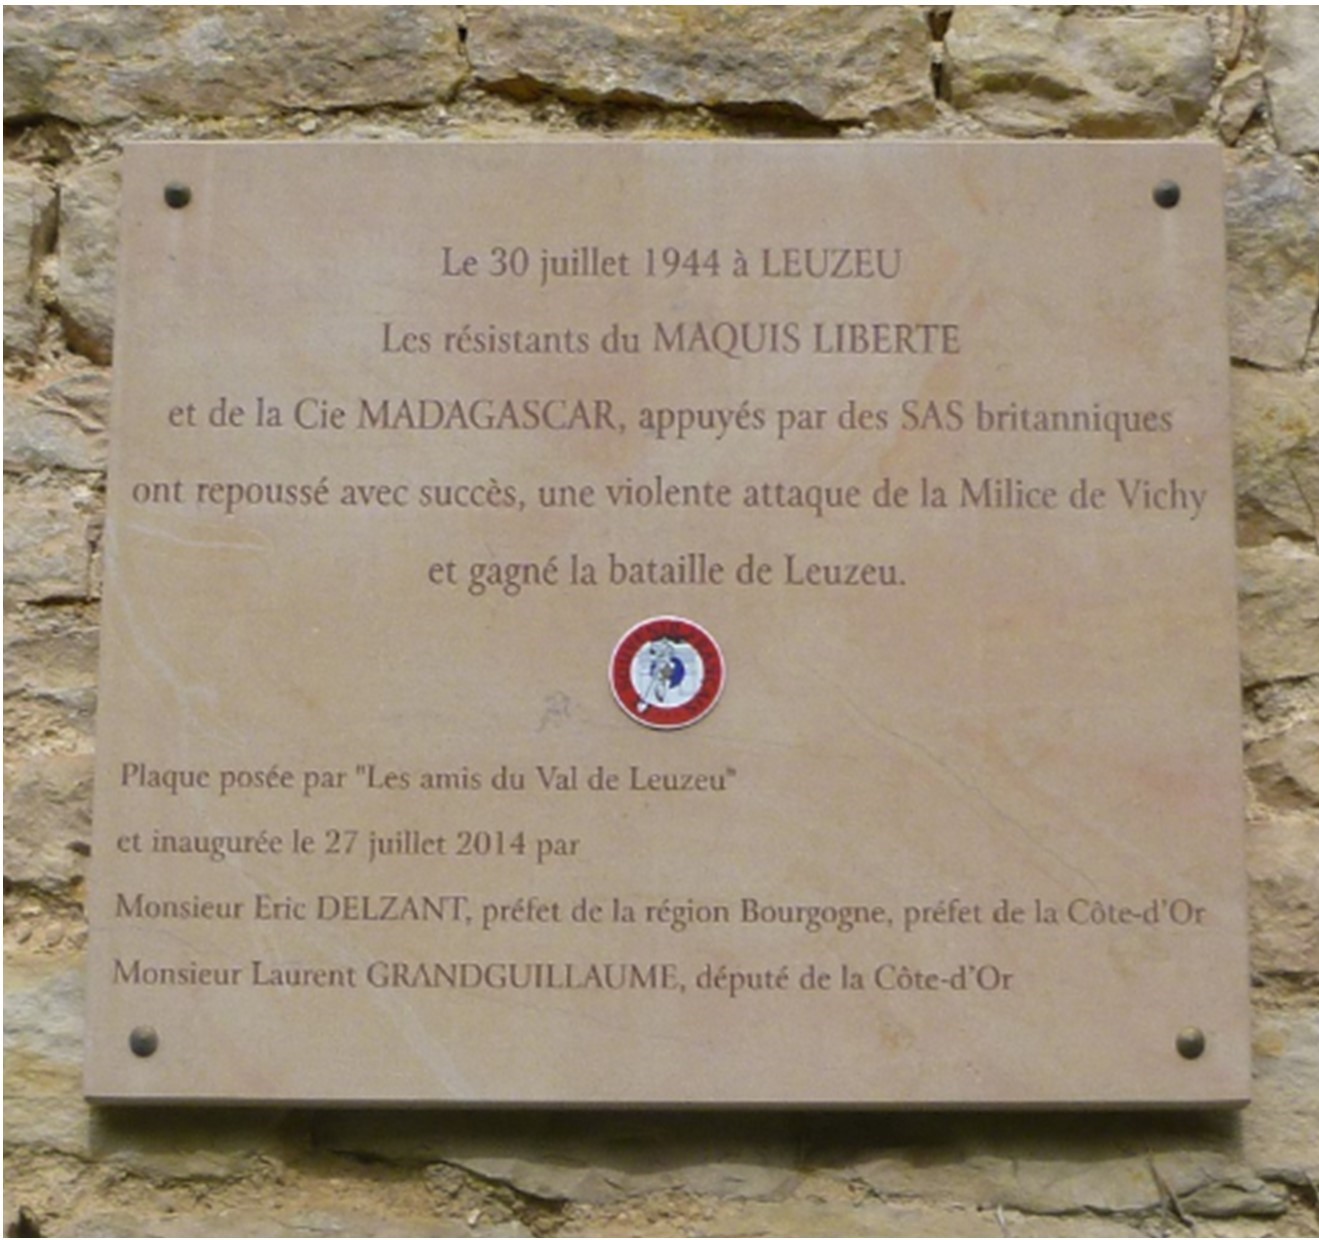 Le 30 juillet 1944 à LEUZEU
Les résistants du MAQUIS LIBERTE
et de la Cie MADAGASCAR, appuyés par des SAS britanniques
ont repoussé avec succès, une violente attaque de la Milice de Vichy
et gagné la bataille de Leuzeu.
Plaque posée par "Les amis du Val de Leuzeu"
et inaugurée le 27 juillet 2014 par
Monsieur Eric DELZANT, préfet de la région Bourgogne, préfet de la Côte-d'Or
Monsieur Laurent GRANDGUILLAUME, député de la Côte-d'Or